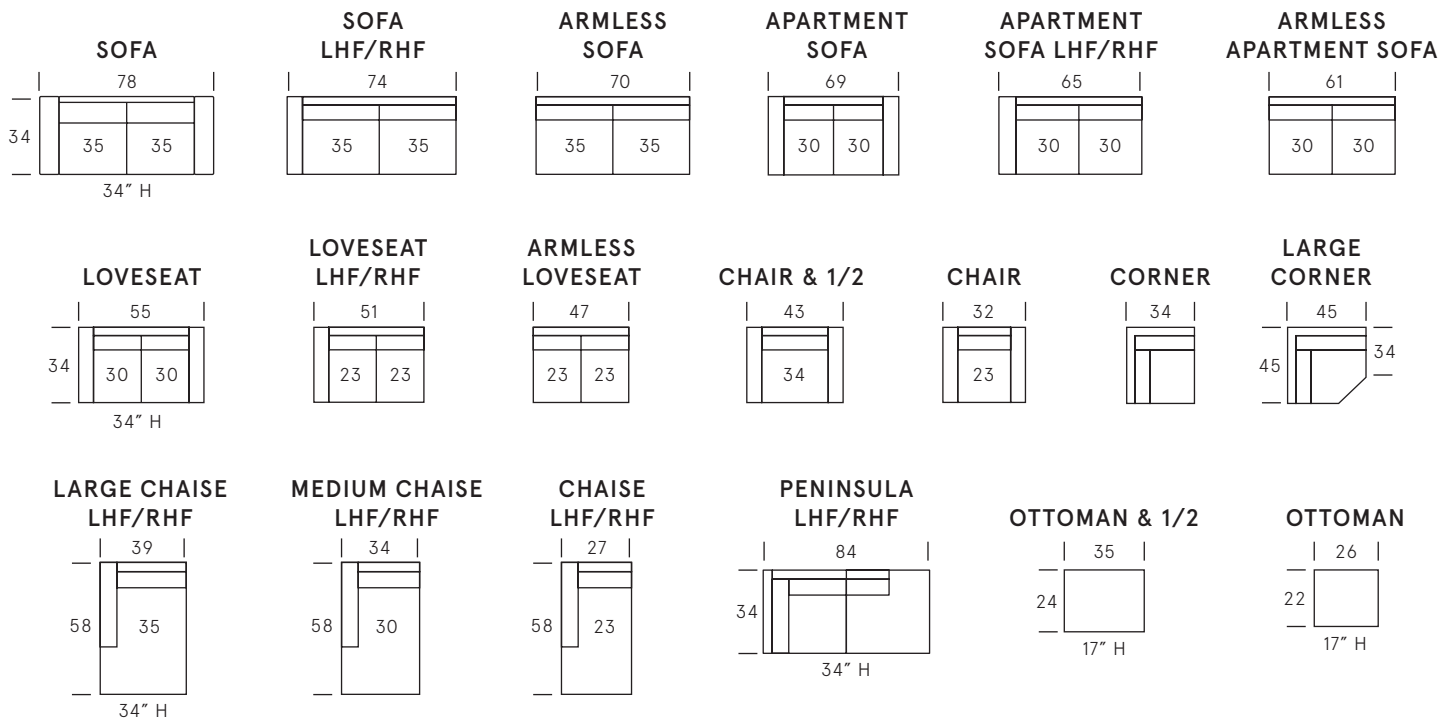 SOFA
78
34
35 35
34″ H
SOFA
LHF/RHF
74
35 35
ARMLESS
SOFA
70
35 35
APARTMENT
SOFA
69
30 30
APARTMENT
SOFA LHF/RHF
65
30 30
ARMLESS
APARTMENT SOFA
61
30 30
LOVESEAT
55
34
30 30
34″ H
LOVESEAT
LHF/RHF
51
23 23
ARMLESS
LOVESEAT
47
23 23
CHAIR & 1/2
43
34
CHAIR
32
23
CORNER
34
LARGE
CORNER
45
45
34
LARGE CHAISE
LHF/RHF
39
58
35
34″ H
MEDIUM CHAISE
LHF/RHF
34
58
30
CHAISE
LHF/RHF
27
58
23
PENINSULA
LHF/RHF
84
34
34″ H
OTTOMAN & 1/2
35
24
17″ H
OTTOMAN
26
22
17″ H